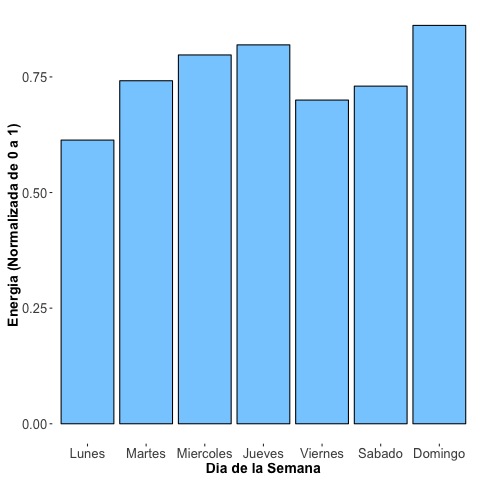 Energia (Normalizada de 0 a 1)
0.75
0.50
0.25
0.00
Lunes Martes Miercoles Jueves Viernes Sabado Domingo
Dia de la Semana